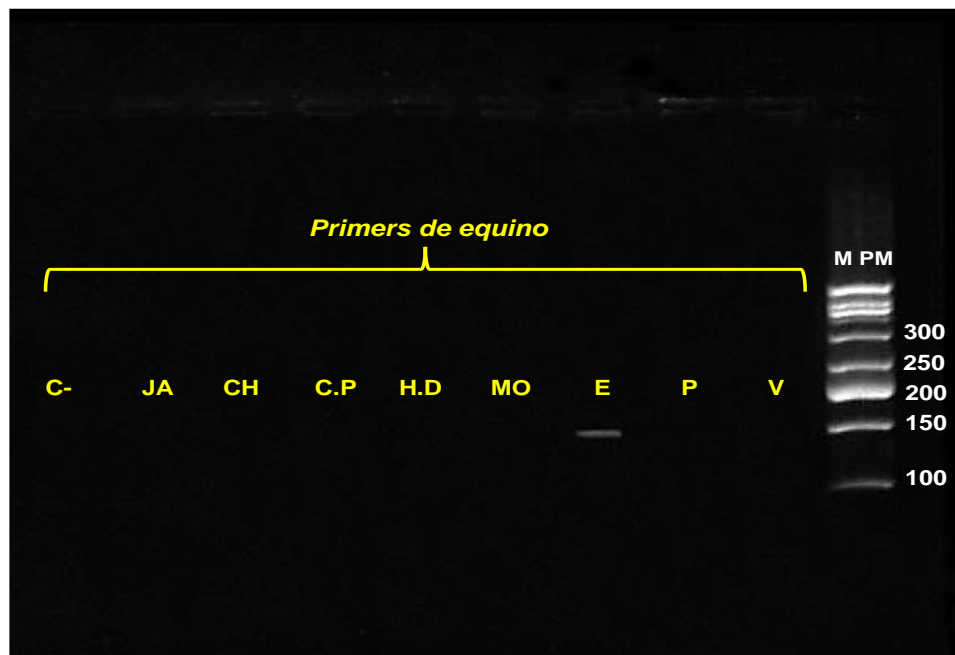 Primers de equino
M PM
300
250
C- JA CH C.P H.D MO E P V
200
150
100